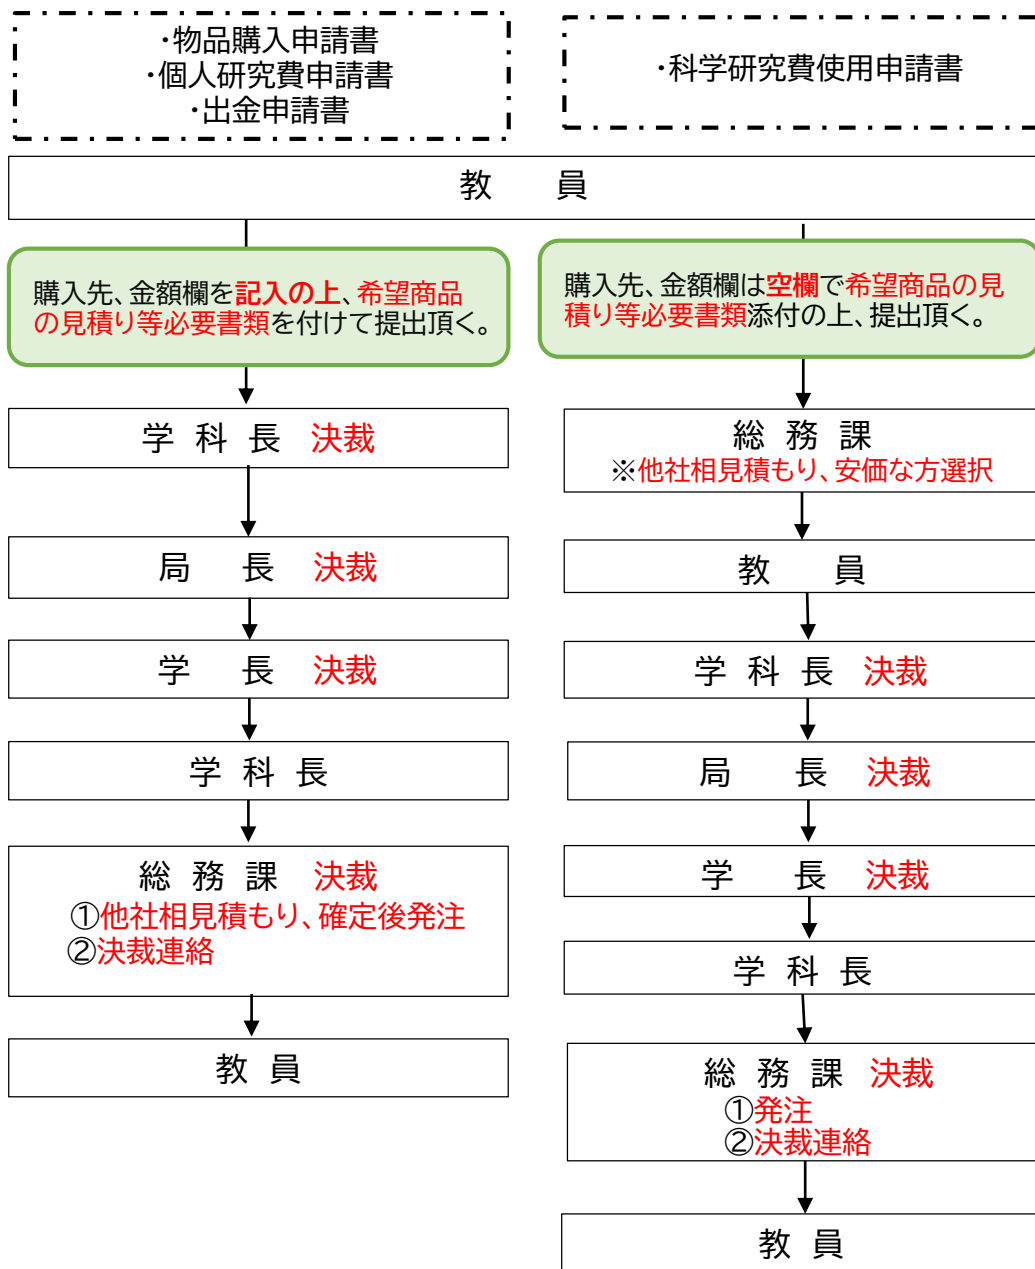 ・物品購入申請書
・個人研究費申請書
・出金申請書
・科学研究費使用申請書
教　員
購入先、金額欄を記入の上、希望商品
の見積り等必要書類を付けて提出頂く。
学 科 長 決裁
局　長 決裁
学　長 決裁
学 科 長
総 務 課 決裁
①他社相見積もり、確定後発注
②決裁連絡
教 員
購入先、金額欄は空欄で希望商品の見
積り等必要書類添付の上、提出頂く。
総 務 課
※他社相見積もり、安価な方選択
教　員
学 科 長 決裁
局　長 決裁
学　長 決裁
学 科 長
総 務 課 決裁
①発注
②決裁連絡
教 員